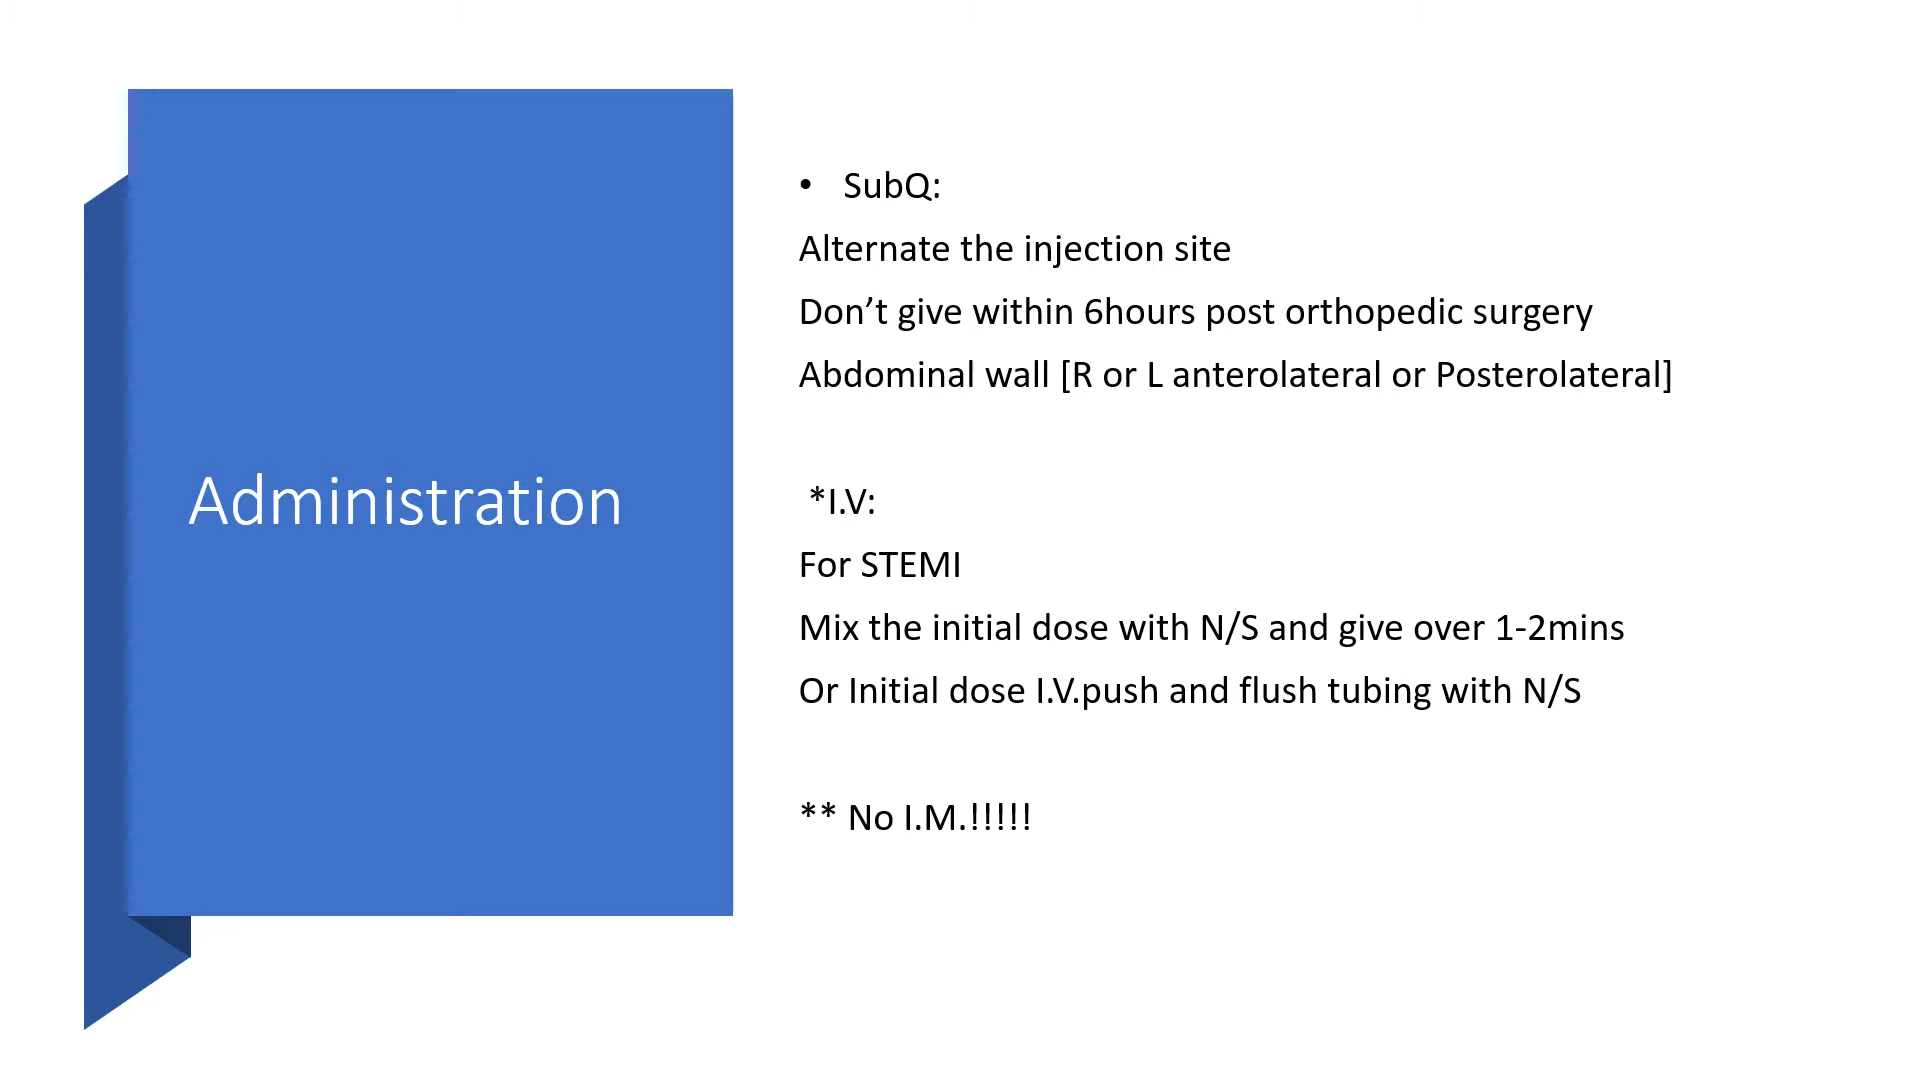 Administration
• SubQ:
Alternate the injection site
Don’t give within 6hours post orthopedic surgery
Abdominal wall [R or L anterolateral or Posterolateral]
*I.V:
For STEMI
Mix the initial dose with N/S and give over 1-2mins
Or Initial dose I.V.push and flush tubing with N/S
** No I.M.!!!!!